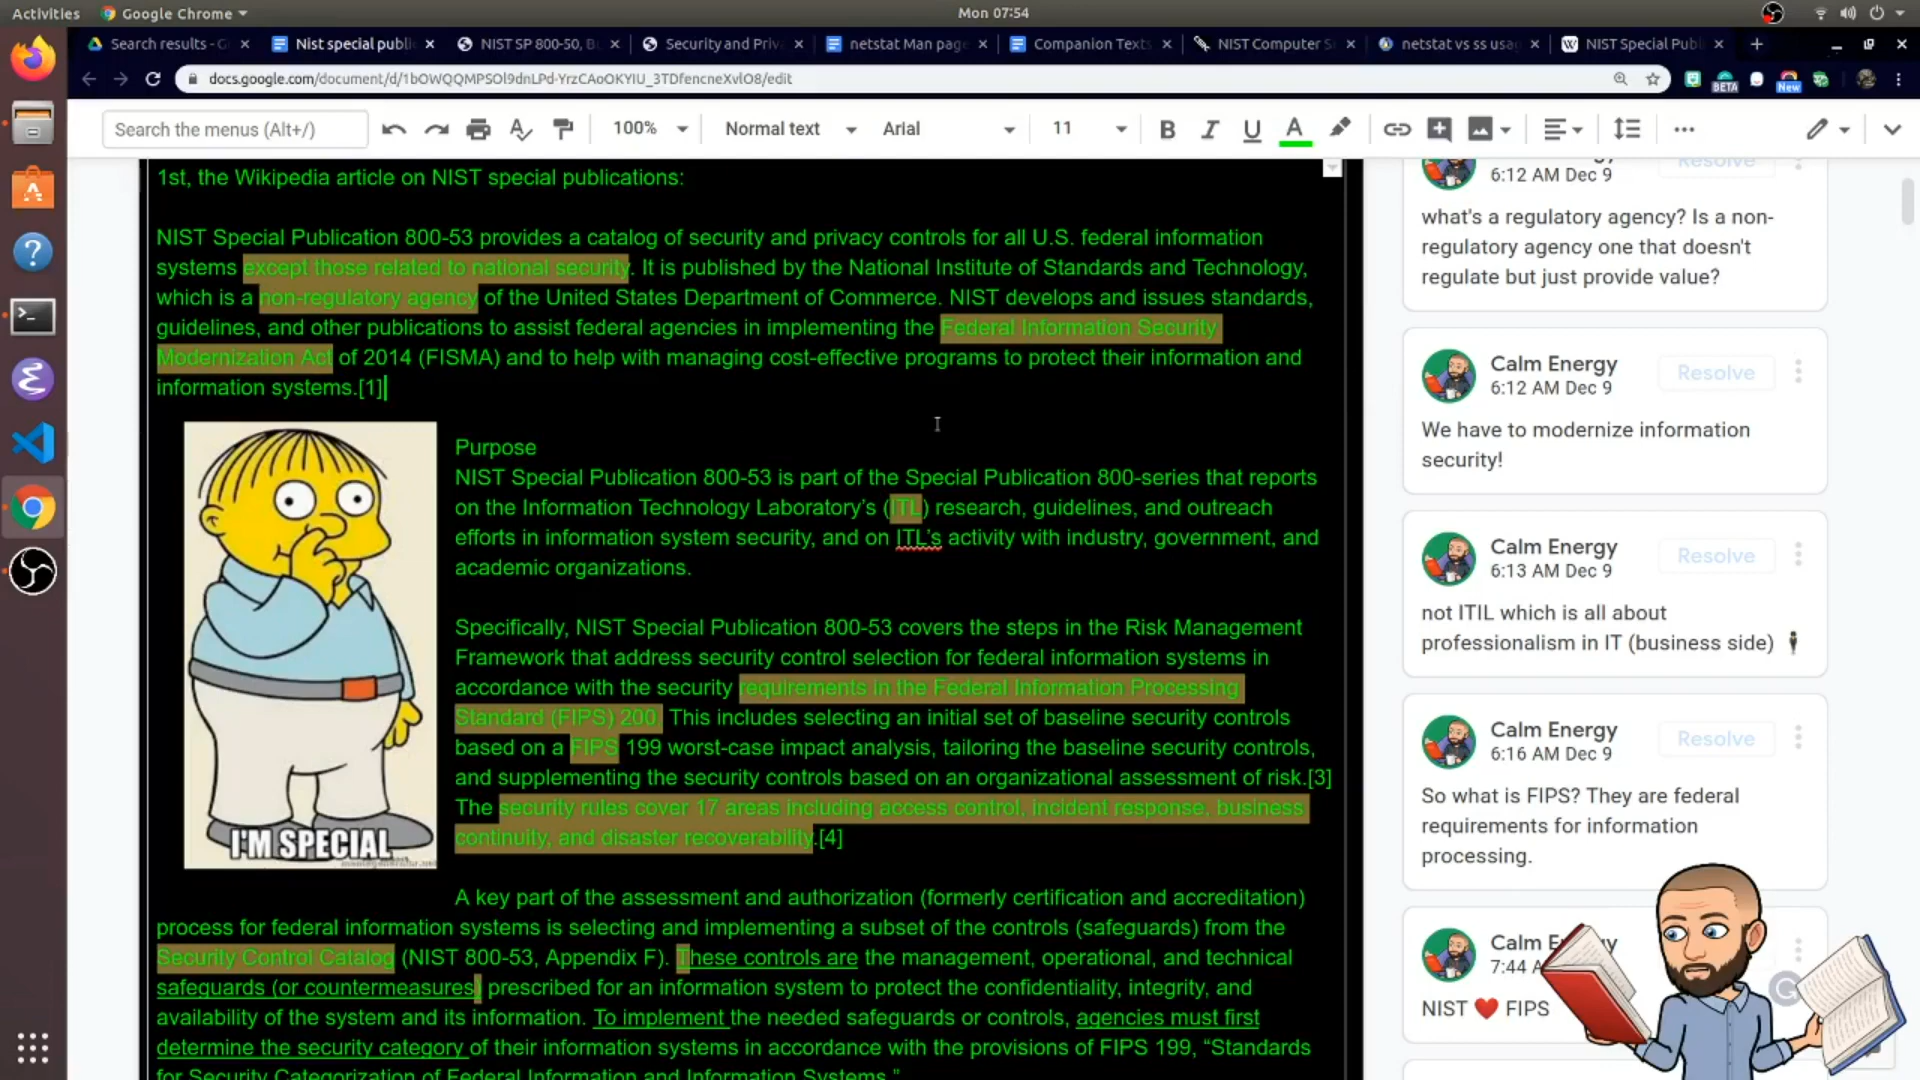 Activities
Google Chrome
Mon 07:54
Search results - G
Nist special publi
NIST SP 800-50, B
Security and Priv
netstat Man page
Companion Texts
NIST Computer S
netstat vs ss usag
NIST Special Publ
docs.google.com/document/d/1bOWQQMPSOl9dnLPd-YrzCAoOKYIU_3TDfencneXvlO8/edit
BETA
New
Search the menus (Alt+/)
100%
Normal text
Arial
11
B
I
U
A
1st, the Wikipedia article on NIST special publications:
NIST Special Publication 800-53 provides a catalog of security and privacy controls for all U.S. federal information
systems except those related to national security. It is published by the National Institute of Standards and Technology,
which is a non-regulatory agency of the United States Department of Commerce. NIST develops and issues standards,
guidelines, and other publications to assist federal agencies in implementing the Federal Information Security
Modernization Act of 2014 (FISMA) and to help with managing cost-effective programs to protect their information and
information systems.[1]
Purpose
NIST Special Publication 800-53 is part of the Special Publication 800-series that reports
on the Information Technology Laboratory's (ITL) research, guidelines, and outreach
efforts in information system security, and on ITL's activity with industry, government, and
academic organizations.
Specifically, NIST Special Publication 800-53 covers the steps in the Risk Management
Framework that address security control selection for federal information systems in
accordance with the security requirements in the Federal Information Processing
Standard (FIPS) 200. This includes selecting an initial set of baseline security controls
based on a FIPS 199 worst-case impact analysis, tailoring the baseline security controls,
and supplementing the security controls based on an organizational assessment of risk.[3]
The security rules cover 17 areas including access control, incident response, business
continuity, and disaster recoverability.[4]
I'M SPECIAL
A key part of the assessment and authorization (formerly certification and accreditation)
process for federal information systems is selecting and implementing a subset of the controls (safeguards) from the
Security Control Catalog (NIST 800-53, Appendix F). These controls are the management, operational, and technical
safeguards (or countermeasures) prescribed for an information system to protect the confidentiality, integrity, and
availability of the system and its information. To implement the needed safeguards or controls, agencies must first
determine the security category of their information systems in accordance with the provisions of FIPS 199, “Standards
for Security Categorization of Federal Information and Information Systems.”
Resolve
6:12 AM Dec 9
what's a regulatory agency? Is a non-
regulatory agency one that doesn't
regulate but just provide value?
Calm Energy
Resolve
6:12 AM Dec 9
We have to modernize information
security!
Calm Energy
Resolve
6:13 AM Dec 9
not ITIL which is all about
professionalism in IT (business side)
Calm Energy
Resolve
6:16 AM Dec 9
So what is FIPS? They are federal
requirements for information
processing.
Calm
7:44
NIST ❤️ FIPS